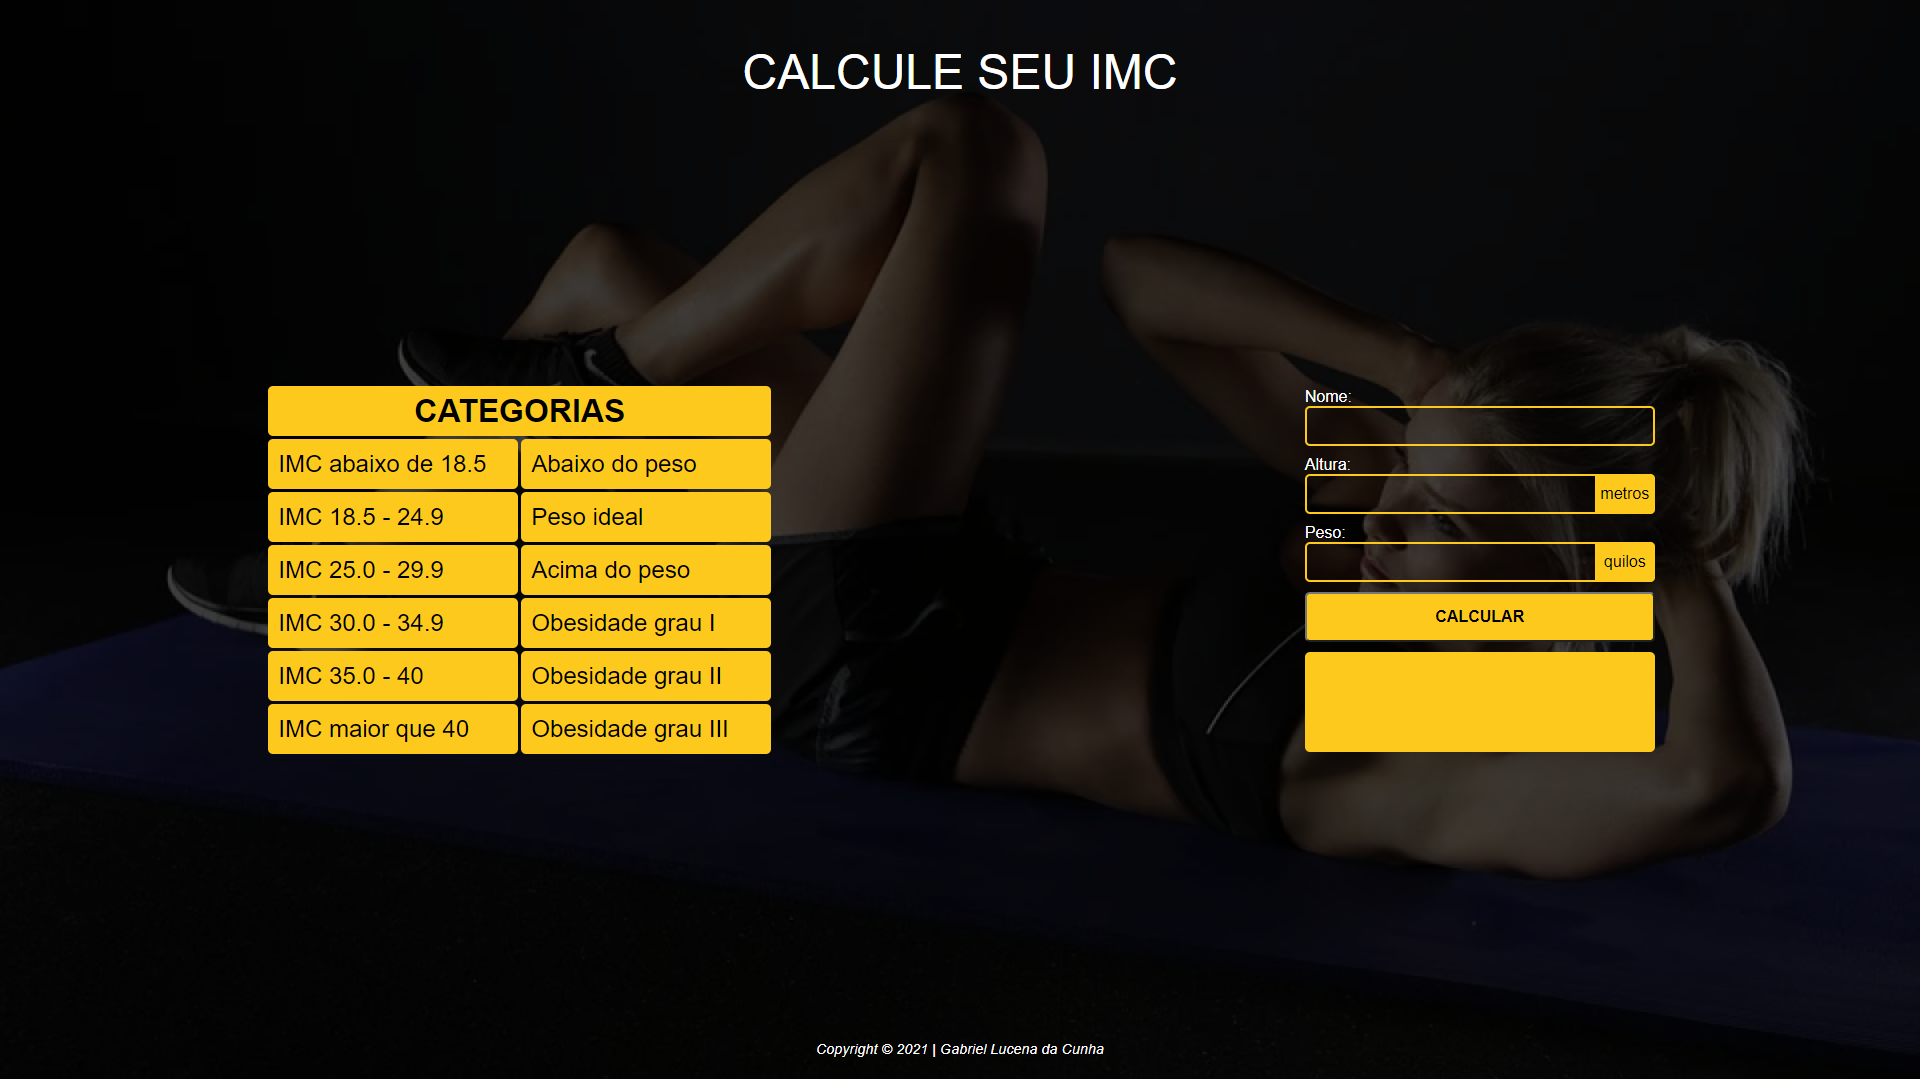 CALCULE SEU IMC
CATEGORIAS
IMC abaixo de 18.5 Abaixo do peso
IMC 18.5 - 24.9 Peso ideal
IMC 25.0 - 29.9 Acima do peso
IMC 30.0 - 34.9 Obesidade grau I
IMC 35.0 - 40 Obesidade grau II
IMC maior que 40 Obesidade grau III
Nome:
Altura:
metros
Peso:
quilos
CALCULAR
Copyright © 2021 | Gabriel Lucena da Cunha